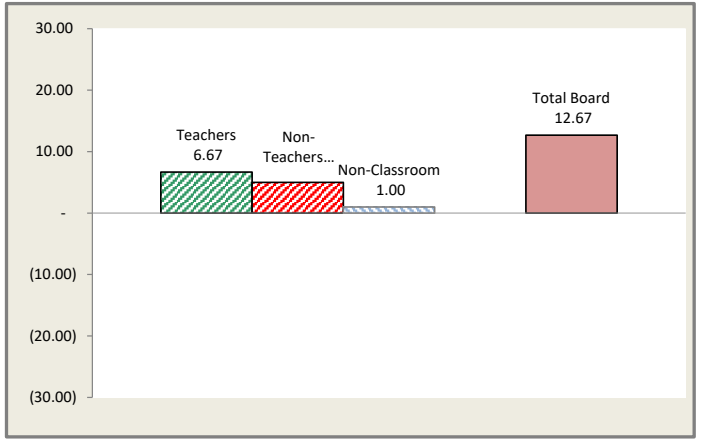 30.00
20.00
10.00
-
(10.00)
(20.00)
(30.00)
Teachers
6.67
Non-
Teachers...
Non-Classroom
1.00
Total Board
12.67